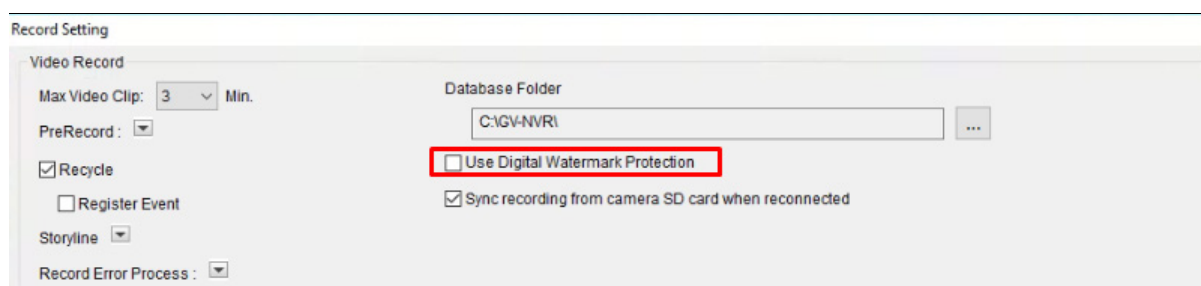 Record Setting
Video Record
Max Video Clip: 3 Min.
Database Folder
C:\GV-NVR\ ...
PreRecord :
Use Digital Watermark Protection
Recycle
Sync recording from camera SD card when reconnected
Register Event
Storyline
Record Error Process :